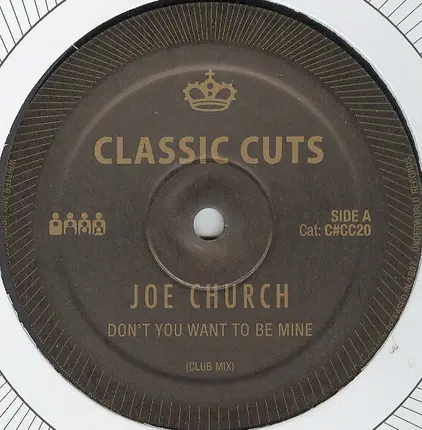 CLASSIC CUTS
SIDE A
Cat: C#CC20
JOE CHURCH
DON'T YOU WANT TO BE MINE
(CLUB MIX)